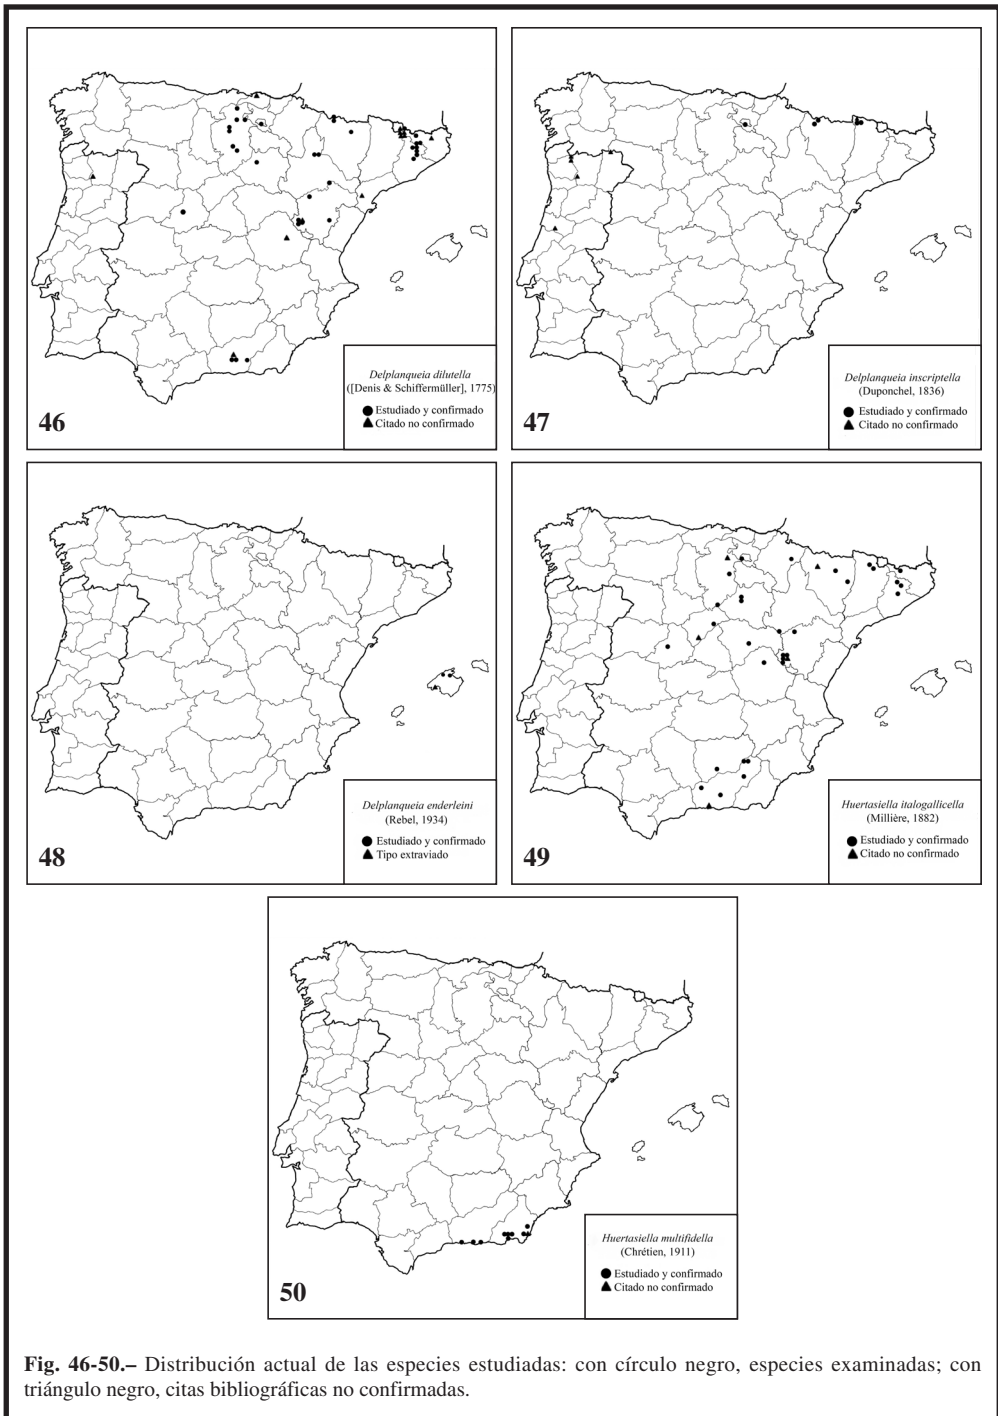 Delplanqueia dilutella
([Denis & Schiffermüller], 1775)
Estudiado y confirmado
Citado no confirmado
46
Delplanqueia inscriptella
(Duponchel, 1836)
Estudiado y confirmado
Citado no confirmado
47
Delplanqueia enderleini
(Rebel, 1934)
Estudiado y confirmado
Tipo extraviado
48
Huertasiella italogallicella
(Millière, 1882)
Estudiado y confirmado
Citado no confirmado
49
Huertasiella multifidella
(Chrétien, 1911)
Estudiado y confirmado
Citado no confirmado
50
Fig. 46-50.– Distribución actual de las especies estudiadas: con círculo negro, especies examinadas; con
triángulo negro, citas bibliográficas no confirmadas.